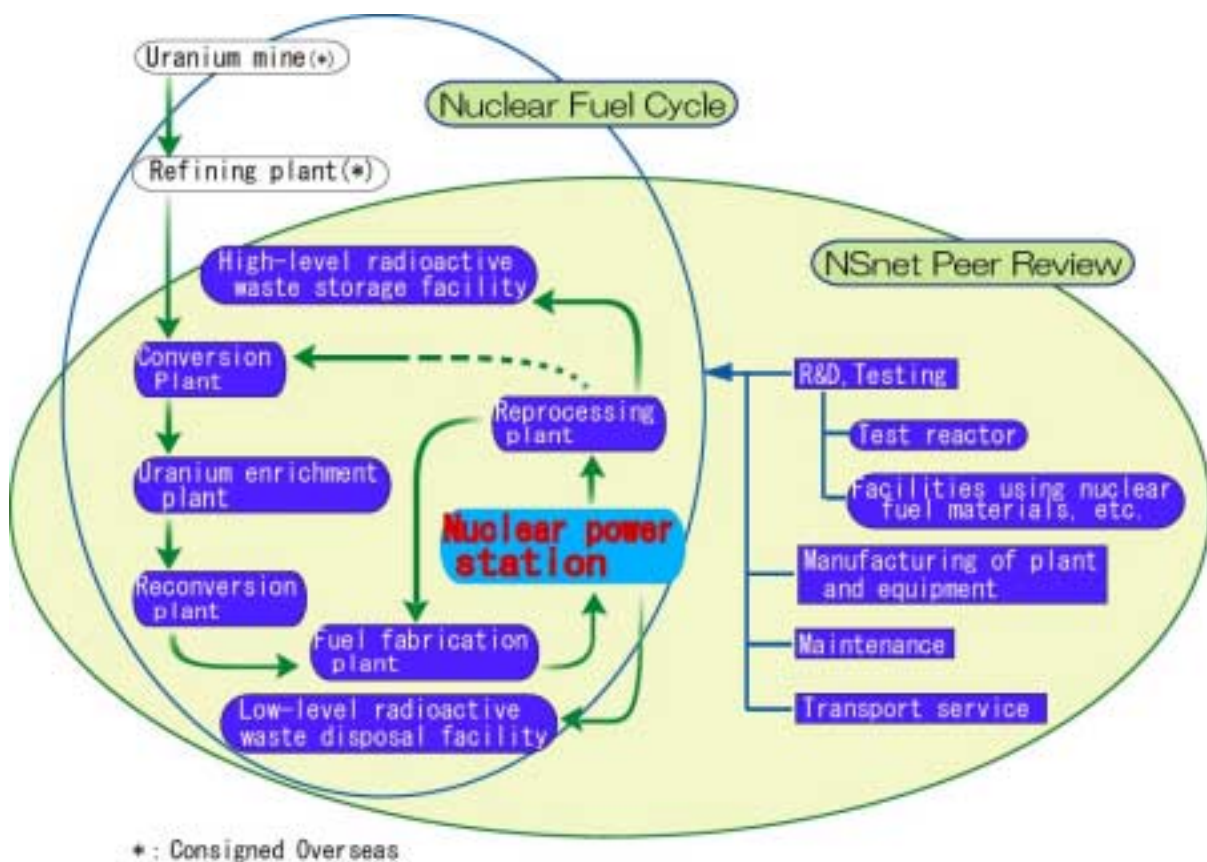 Uranium mine(*)
Nuclear Fuel Cycle
Refining plant(*)
High-level radioactive
waste storage facility
NSnet Peer Review
Conversion
Plant
R&D,Testing
Reprocessing
plant
Test reactor
Uranium enrichment
plant
Facilities using nuclear
fuel materials, etc.
Nuclear power
station
Manufacturing of plant
and equipment
Reconversion
plant
Fuel fabrication
plant
Maintenance
Low-level radioactive
waste disposal facility
Transport service
*: Consigned Overseas